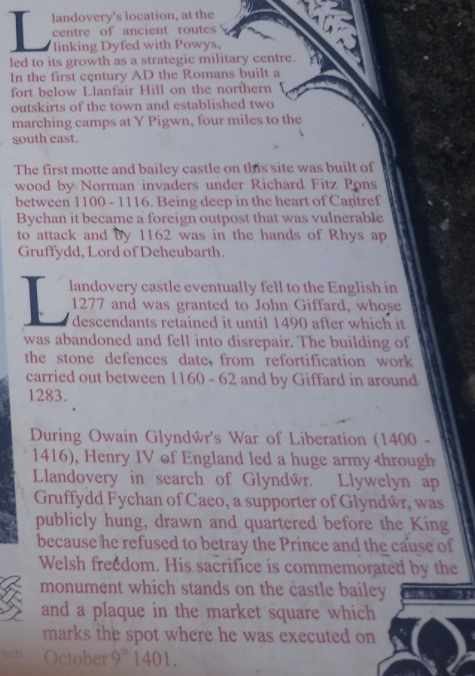 Llandovery's location, at the
centre of ancient routes
linking Dyfed with Powys,
led to its growth as a strategic military centre.
In the first century AD the Romans built a
fort below Llanfair Hill on the northern
outskirts of the town and established two
marching camps at Y Pigwn, four miles to the
south east.
The first motte and bailey castle on this site was built of
wood by Norman invaders under Richard Fitz Pons
between 1100 - 1116. Being deep in the heart of Cantref
Bychan it became a foreign outpost that was vulnerable
to attack and by 1162 was in the hands of Rhys ap
Gruffydd, Lord of Deheubarth.
Llandovery castle eventually fell to the English in
1277 and was granted to John Giffard, whose
descendants retained it until 1490 after which it
was abandoned and fell into disrepair. The building of
the stone defences date, from refortification work
carried out between 1160 - 62 and by Giffard in around
1283.
During Owain Glyndŵr's War of Liberation (1400 -
1416), Henry IV of England led a huge army through
Llandovery in search of Glyndŵr. Llywelyn ap
Gruffydd Fychan of Caeo, a supporter of Glyndŵr, was
publicly hung, drawn and quartered before the King
because he refused to betray the Prince and the cause of
Welsh freedom. His sacrifice is commemorated by the
monument which stands on the castle bailey
and a plaque in the market square which
marks the spot where he was executed on
October 9th 1401.